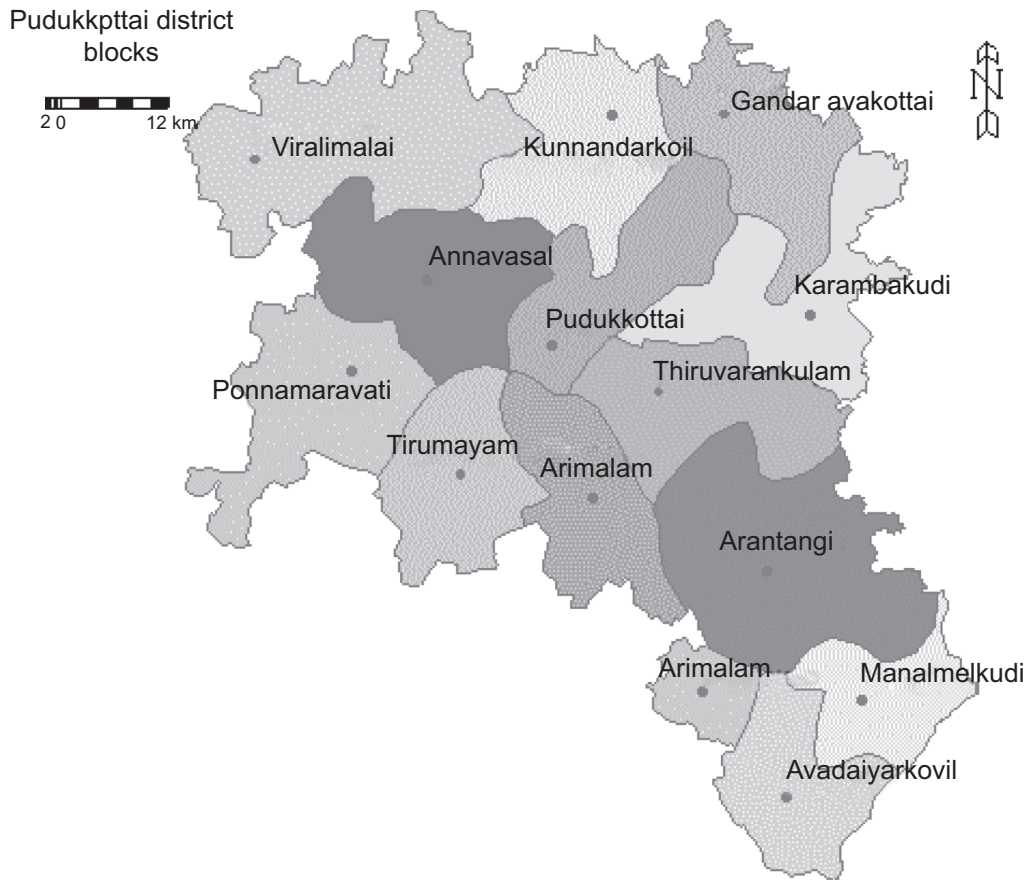 Pudukkpttai district
blocks
2 0 12 km
N
Gandar avakottai
Viralimalai
Kunnandarkoil
Annavasal
Karambakudi
Pudukkottai
Thiruvarankulam
Ponnamaravati
Tirumayam
Arimalam
Arantangi
Arimalam
Manalmelkudi
Avadaiyarkovil